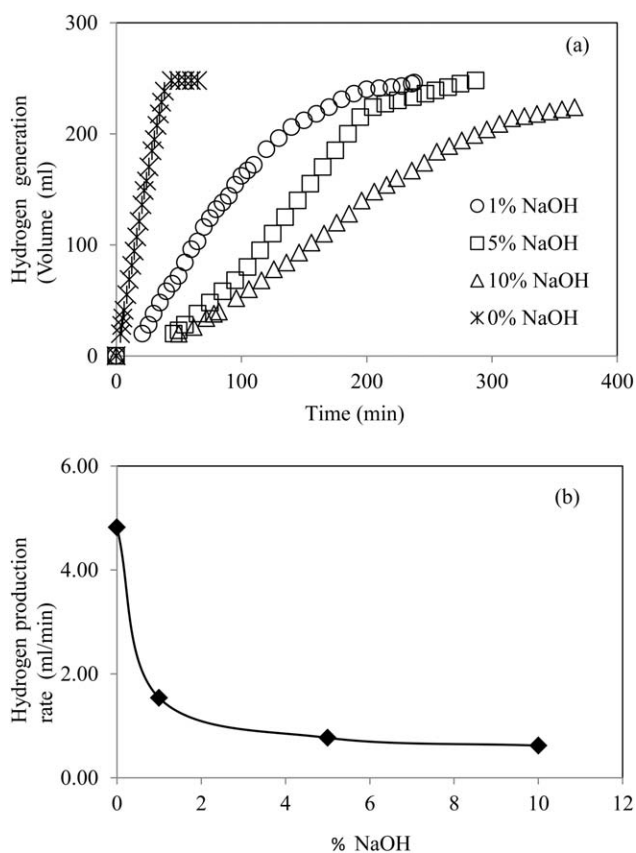 (a)
300
200
100
0
Hydrogen generation
(Volume (ml)
1% NaOH
5% NaOH
10% NaOH
0% NaOH
0 100 200 300 400
Time (min)
(b)
6.00
4.00
2.00
0.00
Hydrogen production
rate (ml/min)
0 2 4 6 8 10 12
% NaOH